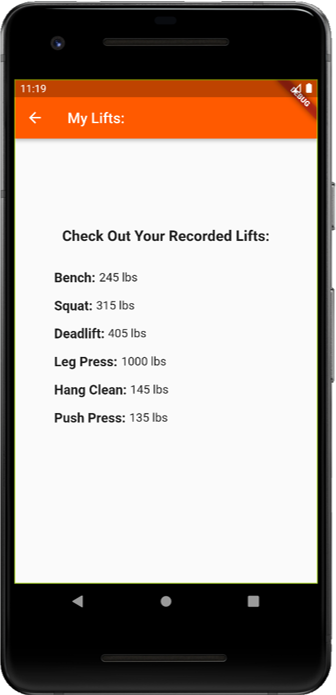 11:19
DEBUG
My Lifts:
Check Out Your Recorded Lifts:
Bench: 245 lbs
Squat: 315 lbs
Deadlift: 405 lbs
Leg Press: 1000 lbs
Hang Clean: 145 lbs
Push Press: 135 lbs